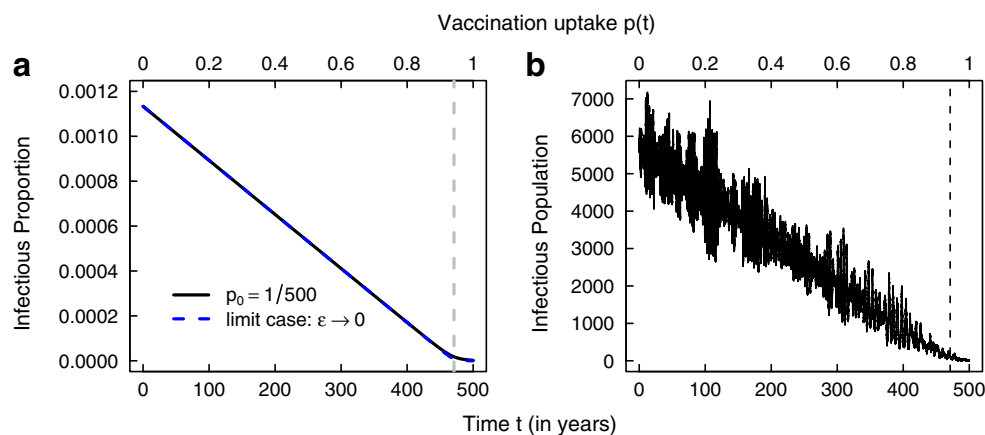 Vaccination uptake p(t)
a
0 0.2 0.4 0.6 0.8 1
0.0012
0.0010
0.0008
0.0006
0.0004
0.0002
0.0000
Infectious Proportion
p₀ = 1/500
limit case: ε → 0
0 100 200 300 400 500
b
0 0.2 0.4 0.6 0.8 1
7000
6000
5000
4000
3000
2000
1000
0
Infectious Population
0 100 200 300 400 500
Time t (in years)